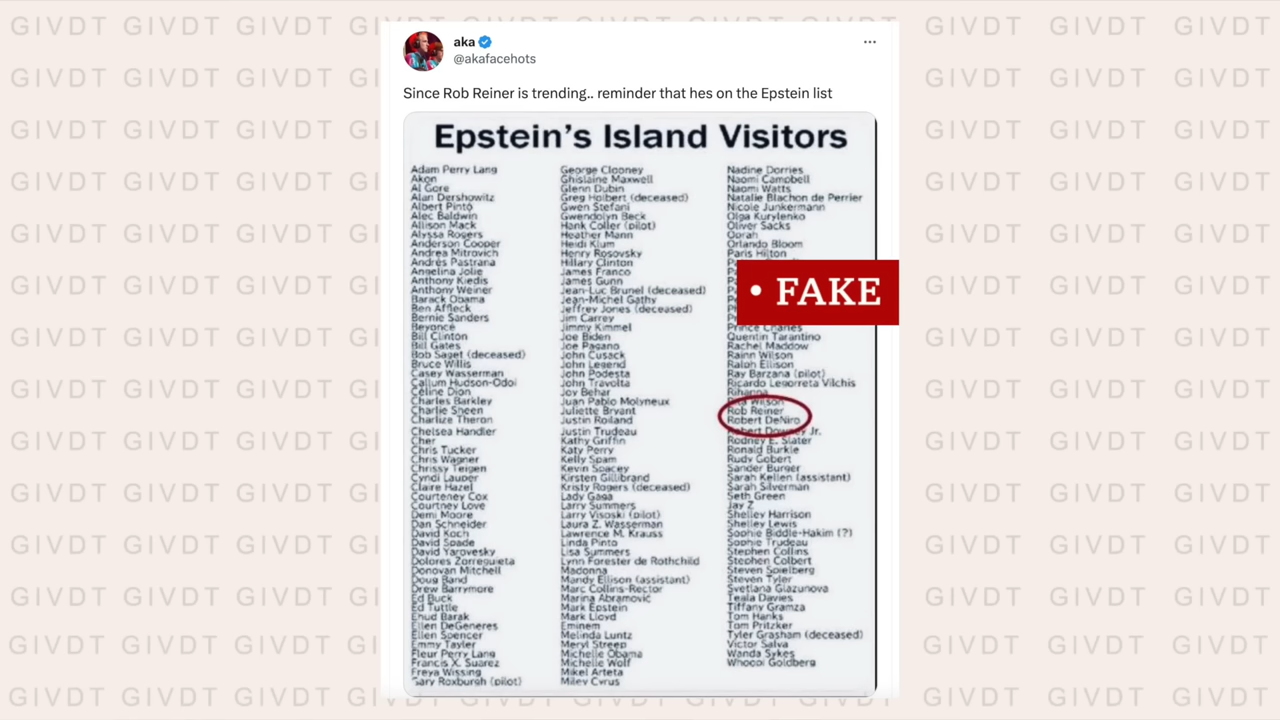 GIVDT
aka
@akafacehots
Since Rob Reiner is trending.. reminder that hes on the Epstein list
Epstein's Island Visitors
Adam Perry Lang
Akon
Al Gore
Alan Dershowitz
Albert Pinto
Alec Baldwin
Allison Mack
Alyssa Rogers
Anderson Cooper
Andrea Mitrovich
Andrés Pastrana
Angelina Jolie
Anthony Kiedis
Anthony Weiner
Barack Obama
Ben Affleck
Bernie Sanders
Beyoncé
Bill Clinton
Bill Gates
Bob Saget (deceased)
Bruce Willis
Casey Wasserman
Callum Hudson-Odoi
Céline Dion
Charles Barkley
Charlie Sheen
Charlize Theron
Chelsea Handler
Cher
Chris Tucker
Chris Wagner
Chrissy Teigen
Cyndi Lauper
Claire Hazel
Courteney Cox
Courtney Love
Demi Moore
Dan Schneider
David Koch
David Spade
David Yarovesky
Dolores Zorreguieta
Donovan Mitchell
Doug Band
Drew Barrymore
Ed Buck
Ed Tuttle
Ehud Barak
Ellen DeGeneres
Ellen Spencer
Emmy Tayler
Fleur Perry Lang
Francis X. Suarez
Freya Wissing
Gary Roxburgh (pilot)
George Clooney
Ghislaine Maxwell
Glenn Dubin
Greg Holbert (deceased)
Gwen Stefani
Gwendolyn Beck
Hank Coller (pilot)
Heather Mann
Heidi Klum
Henry Rosovsky
Hillary Clinton
James Franco
James Gunn
Jean-Luc Brunel (deceased)
Jean-Michel Gathy
Jeffrey Jones (deceased)
Jim Carrey
Jimmy Kimmel
Joe Biden
Joe Pagano
John Cusack
John Legend
John Podesta
John Travolta
Joy Behar
Juan Pablo Molyneux
Juliette Bryant
Justin Roiland
Justin Trudeau
Kathy Griffin
Katy Perry
Kelly Spam
Kevin Spacey
Kirsten Gillibrand
Kristy Rogers (deceased)
Lady Gaga
Larry Summers
Larry Visoski (pilot)
Laura Z. Wasserman
Lawrence M. Krauss
Linda Pinto
Lisa Summers
Lynn Forester de Rothchild
Madonna
Mandy Ellison (assistant)
Marc Collins-Rector
Marina Abramović
Mark Epstein
Mark Lloyd
Eminem
Melinda Luntz
Meryl Streep
Michelle Obama
Michelle Wolf
Mikel Arteta
Miley Cyrus
Nadine Dorries
Naomi Campbell
Naomi Watts
Natalie Blachon de Perrier
Nicole Junkermann
Olga Kurylenko
Oliver Sacks
Oprah
Orlando Bloom
Paris Hilton
FAKE
Prince Charles
Quentin Tarantino
Rachel Maddow
Rainn Wilson
Ralph Ellison
Ray Barzana (pilot)
Ricardo Legorreta Vilchis
Rihanna
Rita Wilson
Rob Reiner
Robert DeNiro
Robert Downey Jr.
Rodney E. Slater
Ronald Burkle
Rudy Gobert
Sander Burger
Sarah Kellen (assistant)
Sarah Silverman
Seth Green
Jay Z
Shelley Harrison
Shelley Lewis
Sophie Biddle-Hakim (?)
Sophie Trudeau
Stephen Collins
Stephen Colbert
Steven Spielberg
Steven Tyler
Svetlana Glazunova
Teala Davies
Tiffany Gramza
Tom Hanks
Tom Pritzker
Tyler Grasham (deceased)
Victor Salva
Wanda Sykes
Whoopi Goldberg